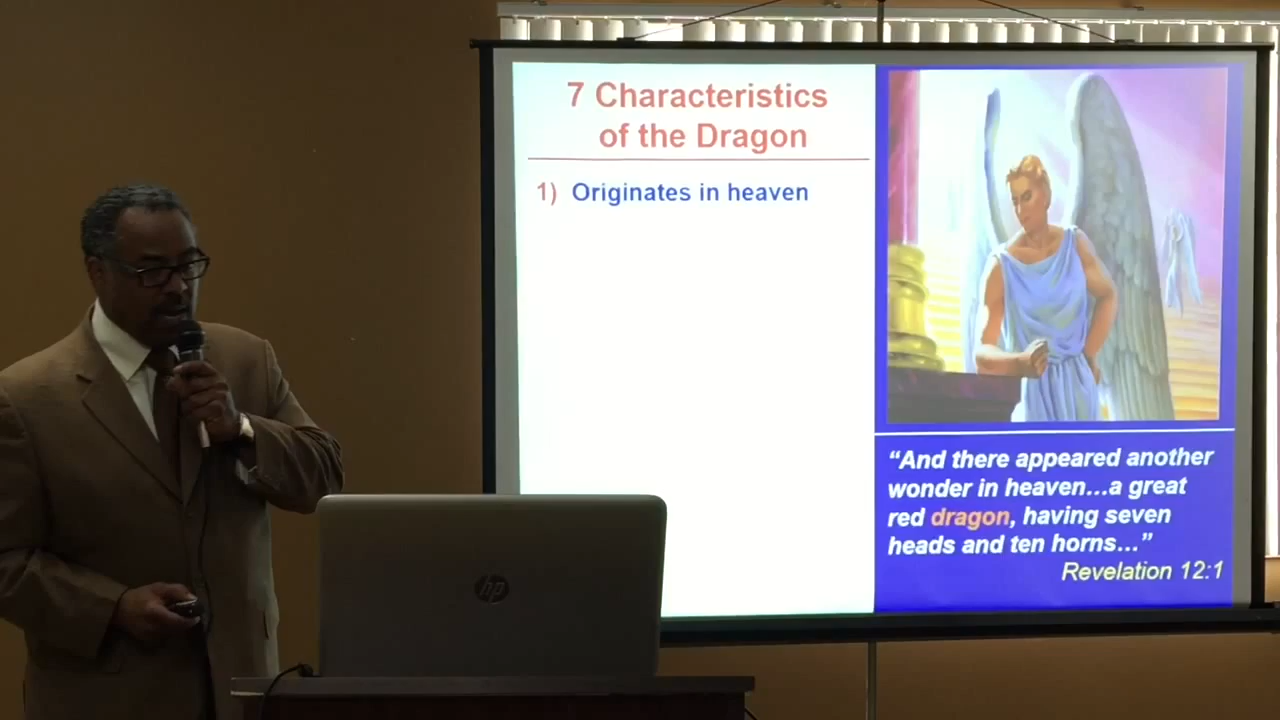 7 Characteristics
of the Dragon
1) Originates in heaven
“And there appeared another
wonder in heaven...a great
red dragon, having seven
heads and ten horns...”
Revelation 12:1
hp